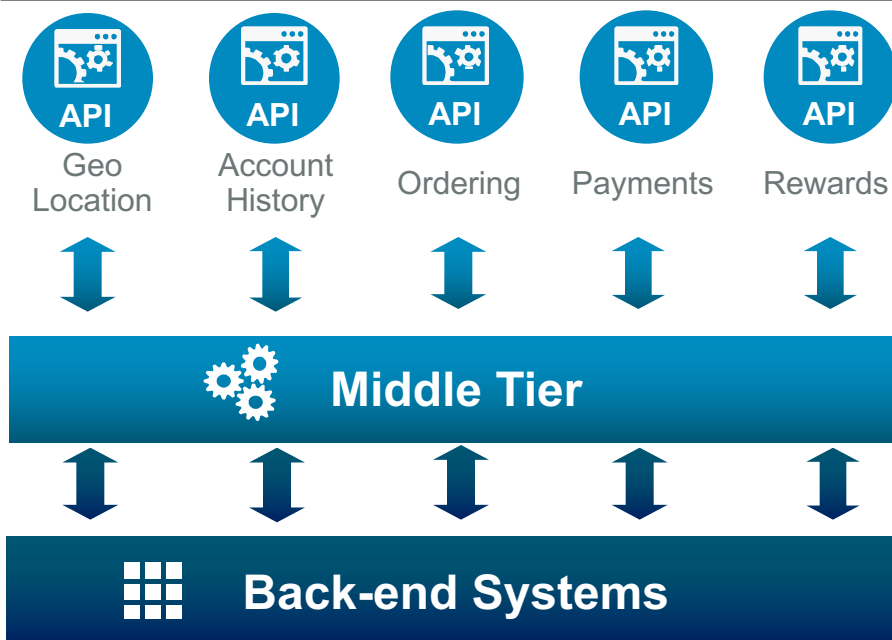 API API API API API
Geo Location
Account History
Ordering
Payments
Rewards
Middle Tier
Back-end Systems